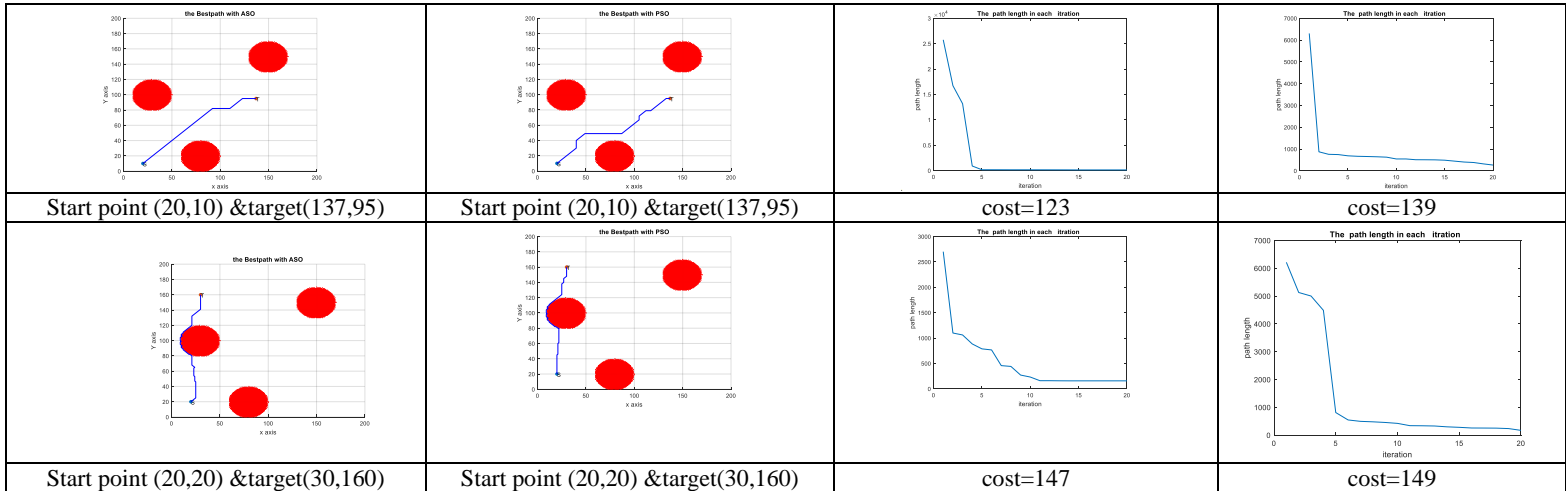 the Bestpath with ASO
200
180
160
140
120
100
80
60
40
20
0
Y axis
0 50 100 150 200
x axis
the Bestpath with PSO
200
180
160
140
120
100
80
60
40
20
0
Y axis
0 50 100 150 200
x axis
The path length in each itration
×10⁴
3
2.5
2
1.5
1
0.5
0
path length
0 5 10 15 20
iteration
The path length in each itration
7000
6000
5000
4000
3000
2000
1000
0
path length
0 5 10 15 20
iteration
Start point (20,10) &target(137,95)
Start point (20,10) &target(137,95)
cost=123
cost=139
the Bestpath with ASO
200
180
160
140
120
100
80
60
40
20
0
Y axis
0 50 100 150 200
x axis
the Bestpath with PSO
200
180
160
140
120
100
80
60
40
20
0
Y axis
0 50 100 150 200
x axis
The path length in each itration
3000
2500
2000
1500
1000
500
0
path length
0 5 10 15 20
iteration
The path length in each itration
7000
6000
5000
4000
3000
2000
1000
0
path length
0 5 10 15 20
iteration
Start point (20,20) &target(30,160)
Start point (20,20) &target(30,160)
cost=147
cost=149